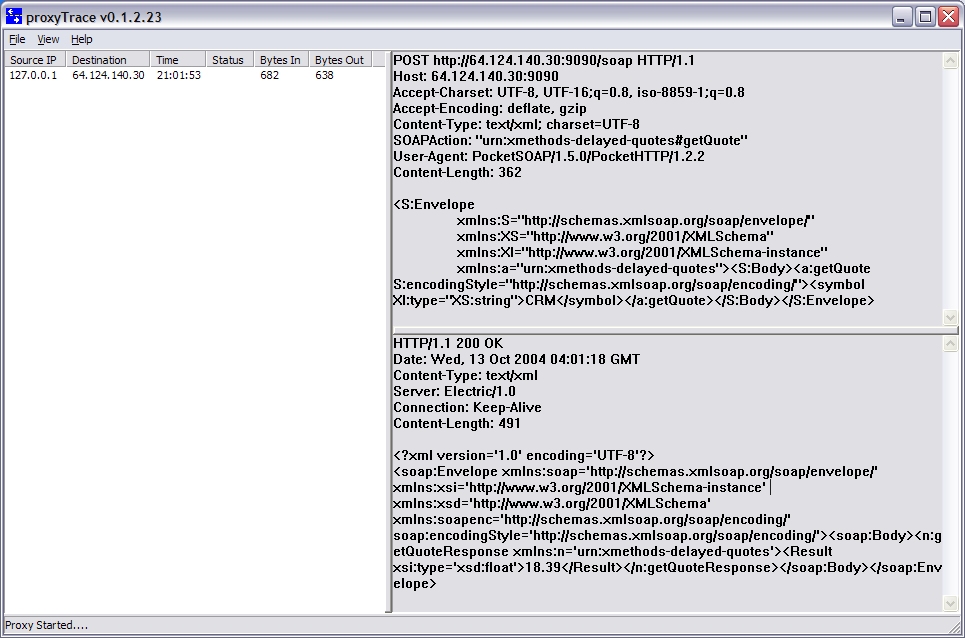 proxyTrace v0.1.2.23
File View Help
Source IP Destination Time Status Bytes In Bytes Out
127.0.0.1 64.124.140.30 21:01:53 682 638
POST http://64.124.140.30:9090/soap HTTP/1.1
Host: 64.124.140.30:9090
Accept-Charset: UTF-8, UTF-16;q=0.8, iso-8859-1;q=0.8
Accept-Encoding: deflate, gzip
Content-Type: text/xml; charset=UTF-8
SOAPAction: "urn:xmethods-delayed-quotes#getQuote"
User-Agent: PocketSOAP/1.5.0/PocketHTTP/1.2.2
Content-Length: 362
<S:Envelope
xmlns:S="http://schemas.xmlsoap.org/soap/envelope/"
xmlns:XS="http://www.w3.org/2001/XMLSchema"
xmlns:XI="http://www.w3.org/2001/XMLSchema-instance"
xmlns:a="urn:xmethods-delayed-quotes"><S:Body><a:getQuote
S:encodingStyle="http://schemas.xmlsoap.org/soap/encoding/"><symbol
XI:type="XS:string">CRM</symbol></a:getQuote></S:Body></S:Envelope>
HTTP/1.1 200 OK
Date: Wed, 13 Oct 2004 04:01:18 GMT
Content-Type: text/xml
Server: Electric/1.0
Connection: Keep-Alive
Content-Length: 491
<?xml version='1.0' encoding='UTF-8'?>
<soap:Envelope xmlns:soap='http://schemas.xmlsoap.org/soap/envelope/'
xmlns:xsi='http://www.w3.org/2001/XMLSchema-instance'
xmlns:xsd='http://www.w3.org/2001/XMLSchema'
xmlns:soapenc='http://schemas.xmlsoap.org/soap/encoding/'
soap:encodingStyle='http://schemas.xmlsoap.org/soap/encoding/'><soap:Body><n:g
etQuoteResponse xmlns:n='urn:xmethods-delayed-quotes'><Result
xsi:type='xsd:float'>18.39</Result></n:getQuoteResponse></soap:Body></soap:Env
elope>
Proxy Started....